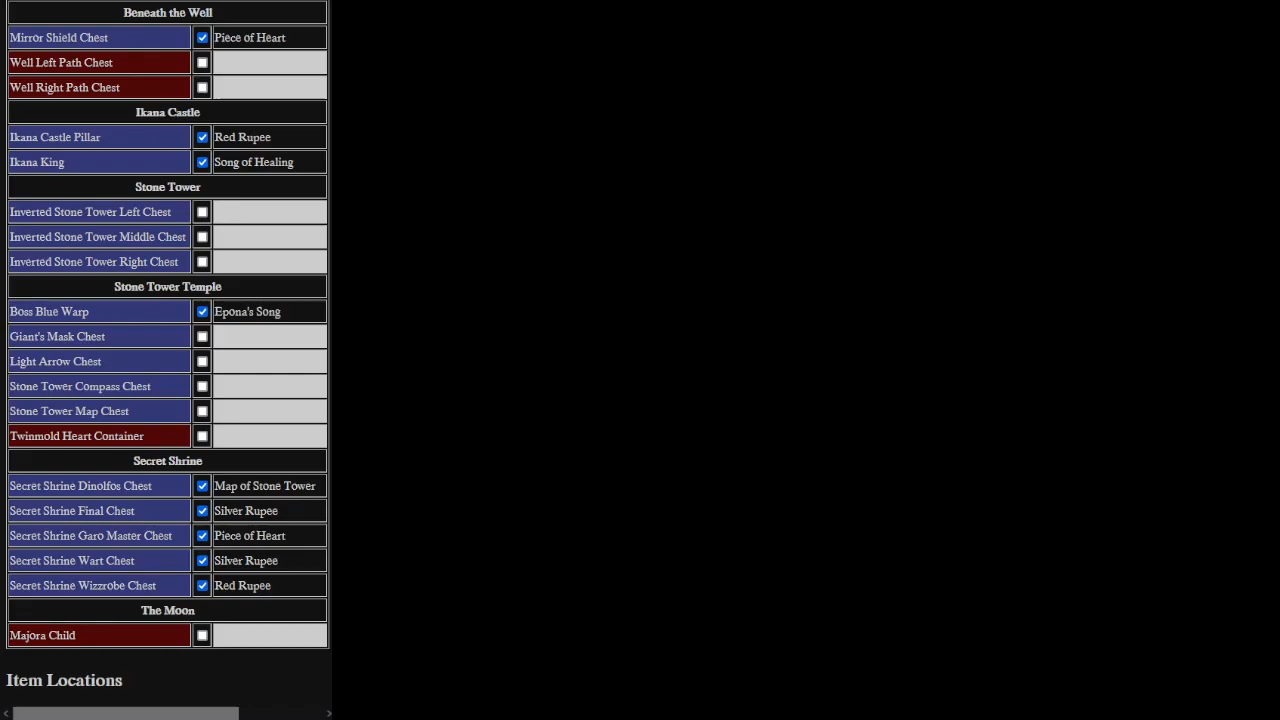 Beneath the Well
Mirror Shield Chest Piece of Heart
Well Left Path Chest
Well Right Path Chest
Ikana Castle
Ikana Castle Pillar Red Rupee
Ikana King Song of Healing
Stone Tower
Inverted Stone Tower Left Chest
Inverted Stone Tower Middle Chest
Inverted Stone Tower Right Chest
Stone Tower Temple
Boss Blue Warp Epona's Song
Giant's Mask Chest
Light Arrow Chest
Stone Tower Compass Chest
Stone Tower Map Chest
Twinmold Heart Container
Secret Shrine
Secret Shrine Dinolfos Chest Map of Stone Tower
Secret Shrine Final Chest Silver Rupee
Secret Shrine Garo Master Chest Piece of Heart
Secret Shrine Wart Chest Silver Rupee
Secret Shrine Wizzrobe Chest Red Rupee
The Moon
Majora Child
Item Locations